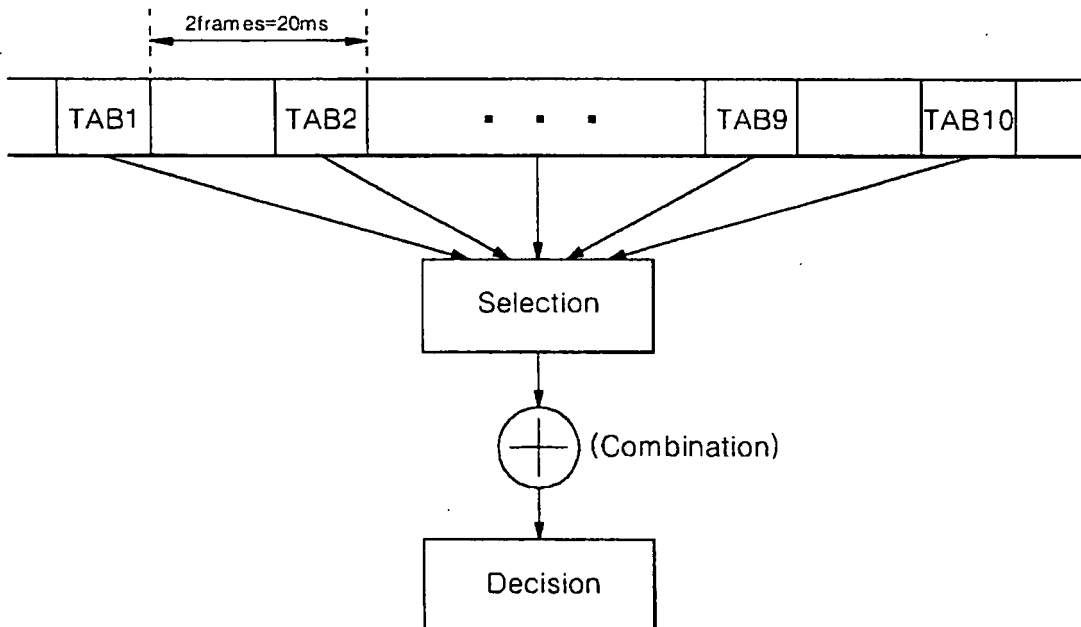 2frames=20ms
TAB1 TAB2 . . . TAB9 TAB10
Selection
(Combination)
Decision